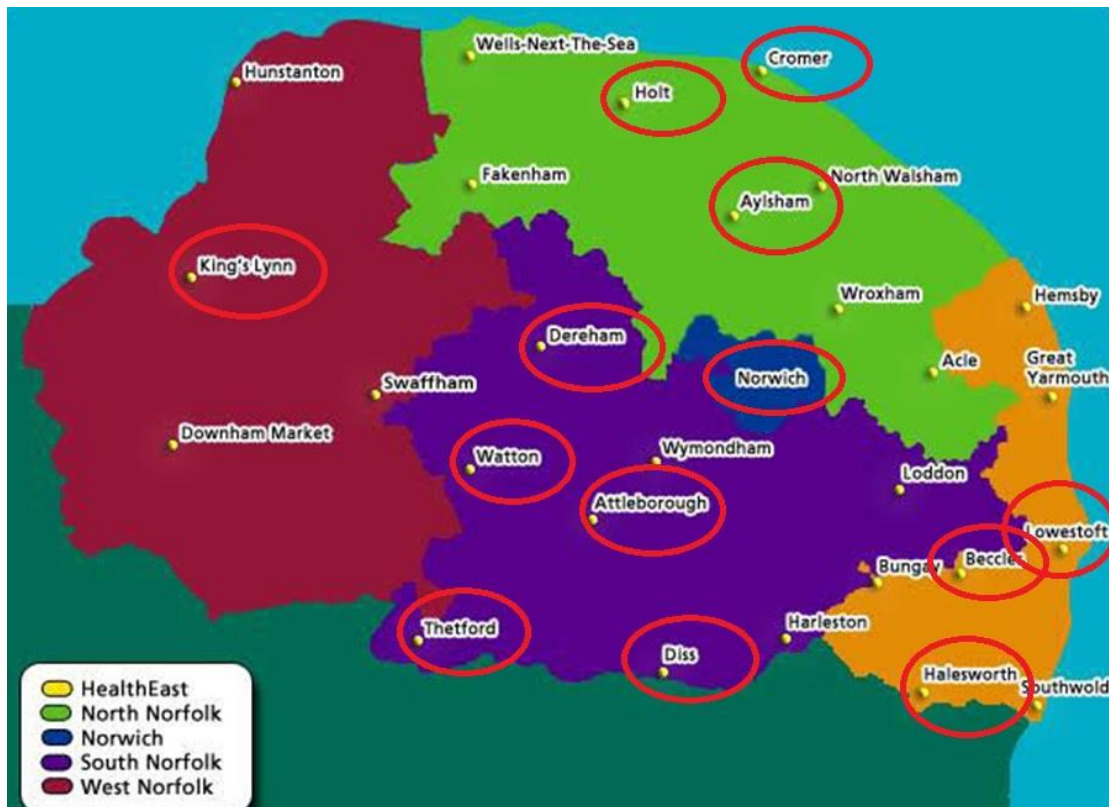 Wells-Next-The-Sea
Cromer
Hunstanton
Holt
Fakenham
North Walsham
Aylsham
King's Lynn
Wroxham
Hemsby
Dereham
Acle
Great
Yarmouth
Norwich
Swaffham
Downham Market
Watton
Wymondham
Loddon
Attleborough
Lowestoft
Bungay
Beccles
Thetford
Harleston
Diss
Halesworth
Southwold
HealthEast
North Norfolk
Norwich
South Norfolk
West Norfolk